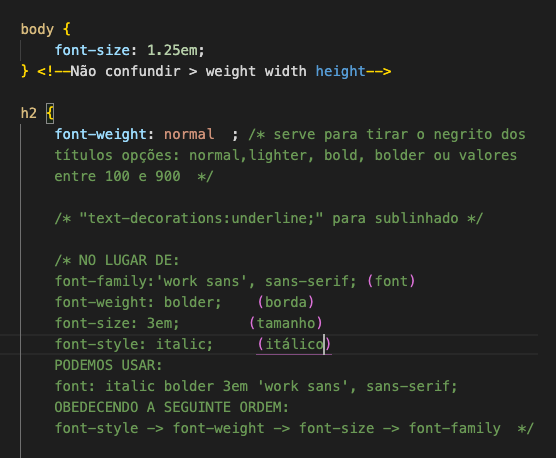 body {
font-size: 1.25em;
} <!--Não confundir > weight width height-->
h2 {
font-weight: normal  ; /* serve para tirar o negrito dos
títulos opções: normal,lighter, bold, bolder ou valores
entre 100 e 900  */
/* "text-decorations:underline;" para sublinhado */
/* NO LUGAR DE:
font-family:'work sans', sans-serif; (font)
font-weight: bolder;    (borda)
font-size: 3em;        (tamanho)
font-style: italic;     (itálico)
PODEMOS USAR:
font: italic bolder 3em 'work sans', sans-serif;
OBEDECENDO A SEGUINTE ORDEM:
font-style -> font-weight -> font-size -> font-family  */